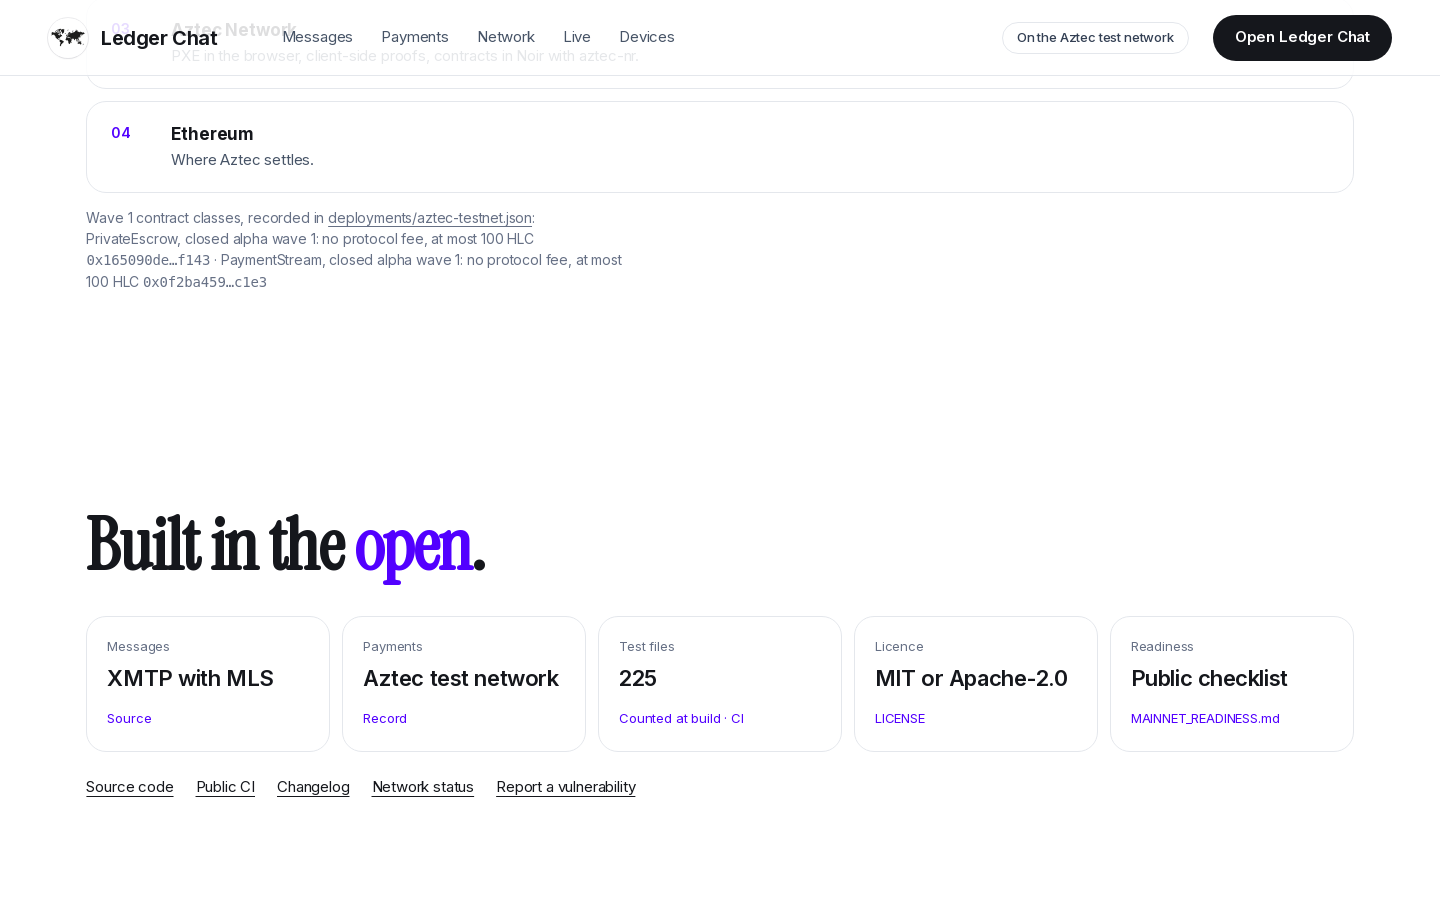 Ledger Chat
Messages Payments Network Live Devices
On the Aztec test network
Open Ledger Chat
03
Aztec Network
PXE in the browser, client-side proofs, contracts in Noir with aztec-nr.
04
Ethereum
Where Aztec settles.
Wave 1 contract classes, recorded in deployments/aztec-testnet.json:
PrivateEscrow, closed alpha wave 1: no protocol fee, at most 100 HLC
0x165090de…f143 · PaymentStream, closed alpha wave 1: no protocol fee, at most
100 HLC 0x0f2ba459…c1e3
Built in the open.
Messages
XMTP with MLS
Source
Payments
Aztec test network
Record
Test files
225
Counted at build · CI
Licence
MIT or Apache-2.0
LICENSE
Readiness
Public checklist
MAINNET_READINESS.md
Source code Public CI Changelog Network status Report a vulnerability